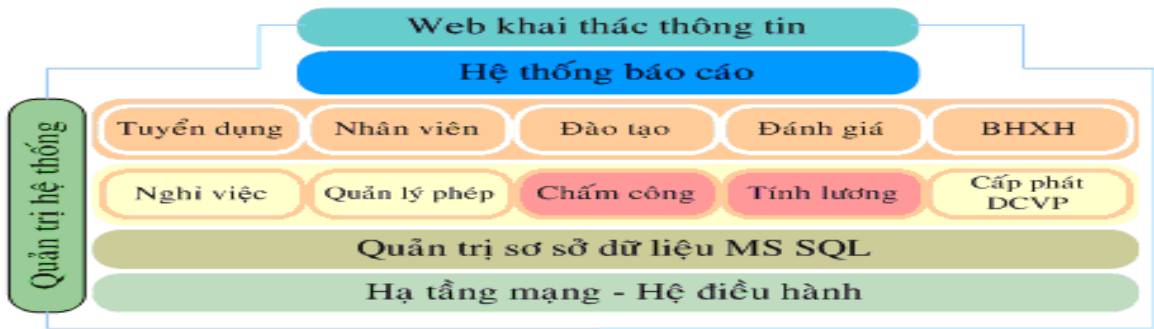 Web khai thác thông tin
Hệ thống báo cáo
Quản trị hệ thống
Tuyển dụng
Nhân viên
Đào tạo
Đánh giá
BHXH
Nghỉ việc
Quản lý phép
Chấm công
Tính lương
Cấp phát
DCVP
Quản trị sơ sở dữ liệu MS SQL
Hạ tầng mạng - Hệ điều hành